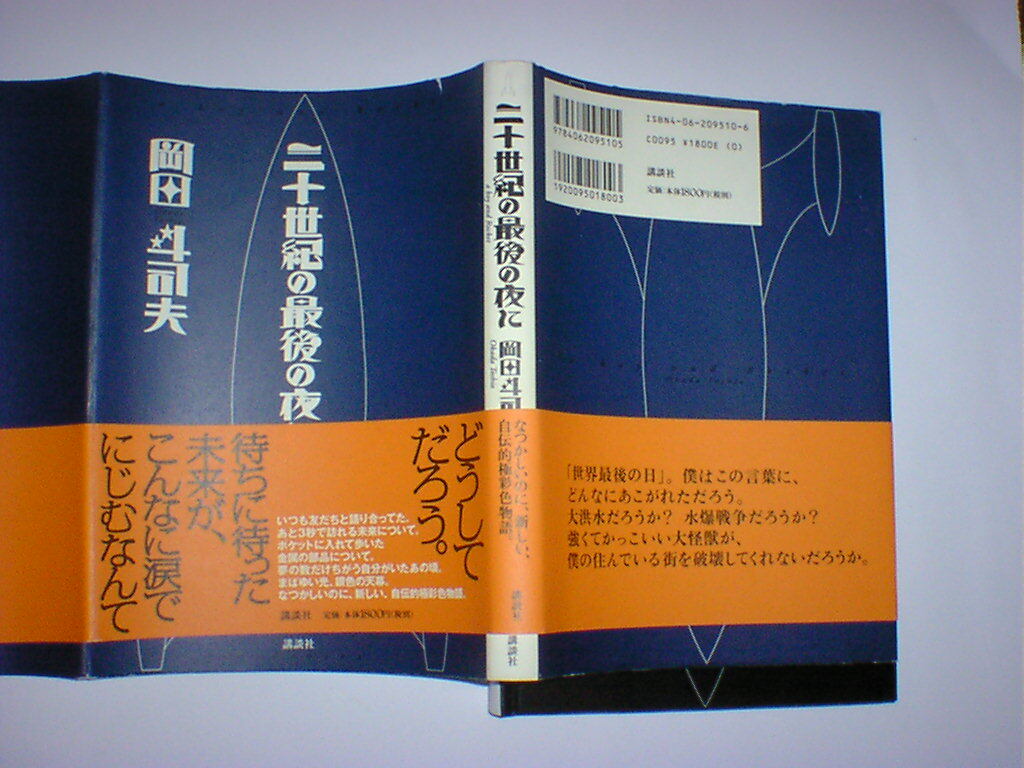 二十世紀の最後の夜
岡田斗司夫
どうして
だろう。
待ちに待った
未来が、
こんなに涙で
にじむなんて
いつも友だちと語り合ってた。
あと3秒で訪れる未来について。
ポケットに入れて歩いた
金属の部品について。
夢の数だけちがう自分がいたあの頃。
まばゆい光、銀色の天幕。
なつかしいのに、新しい、自伝的極彩色物語。
講談社 定価:本体1800円(税別)
講談社
二十世紀の最後の夜に
a boy and Rocket
岡田斗司
Okada Toshio
なつかしいのに、新しい、
自伝的極彩色物語。
講談社
講談社
ISBN4-06-209510-6
C0095 ¥1800E (0)
9784062095105
1920095018003
講談社
定価:本体1800円(税別)
Okada Toshio
「世界最後の日」。僕はこの言葉に、
どんなにあこがれただろう。
大洪水だろうか? 水爆戦争だろうか?
強くてかっこいい大怪獣が、
僕の住んでいる街を破壊してくれないだろうか。